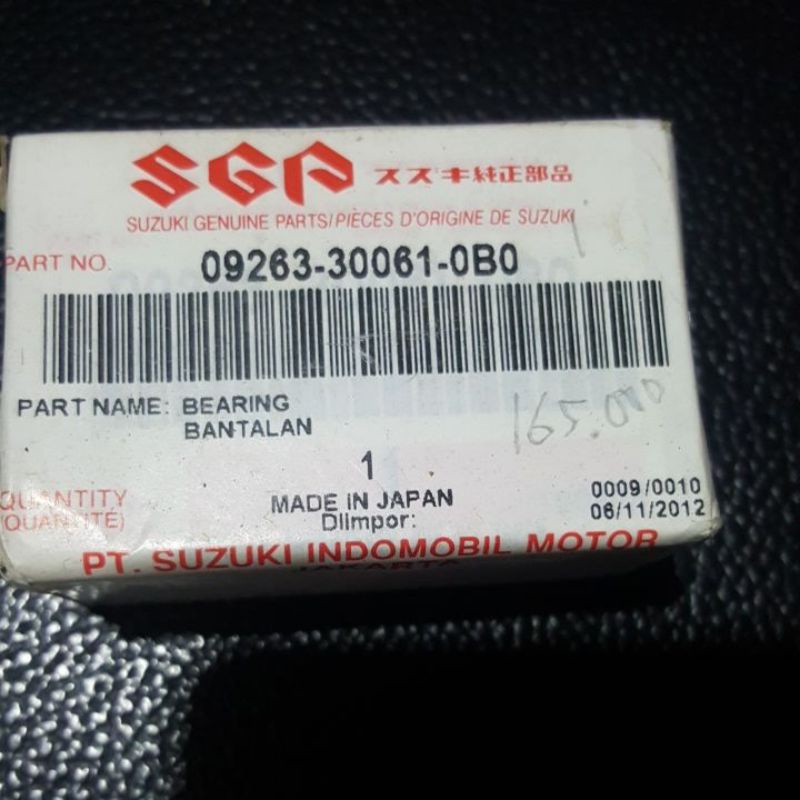 SGP スズキ純正部品
SUZUKI GENUINE PARTS/PIÈCES D'ORIGINE DE SUZUKI
PART NO. 09263-30061-0B0
PART NAME: BEARING
BANTALAN
165.000
1
QUANTITY
(QUANTITÉ)
MADE IN JAPAN
DIimpor:
0009/0010
06/11/2012
PT. SUZUKI INDOMOBIL MOTOR
JAKARTA